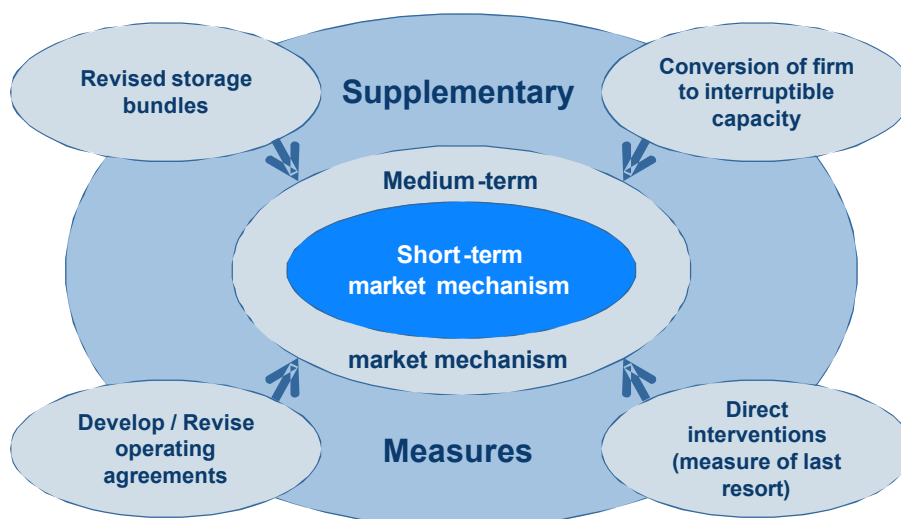 Revised storage
bundles
Supplementary
Conversion of firm
to interruptible
capacity
Medium-term
Short-term
market mechanism
market mechanism
Develop / Revise
operating
agreements
Measures
Direct
interventions
(measure of last
resort)